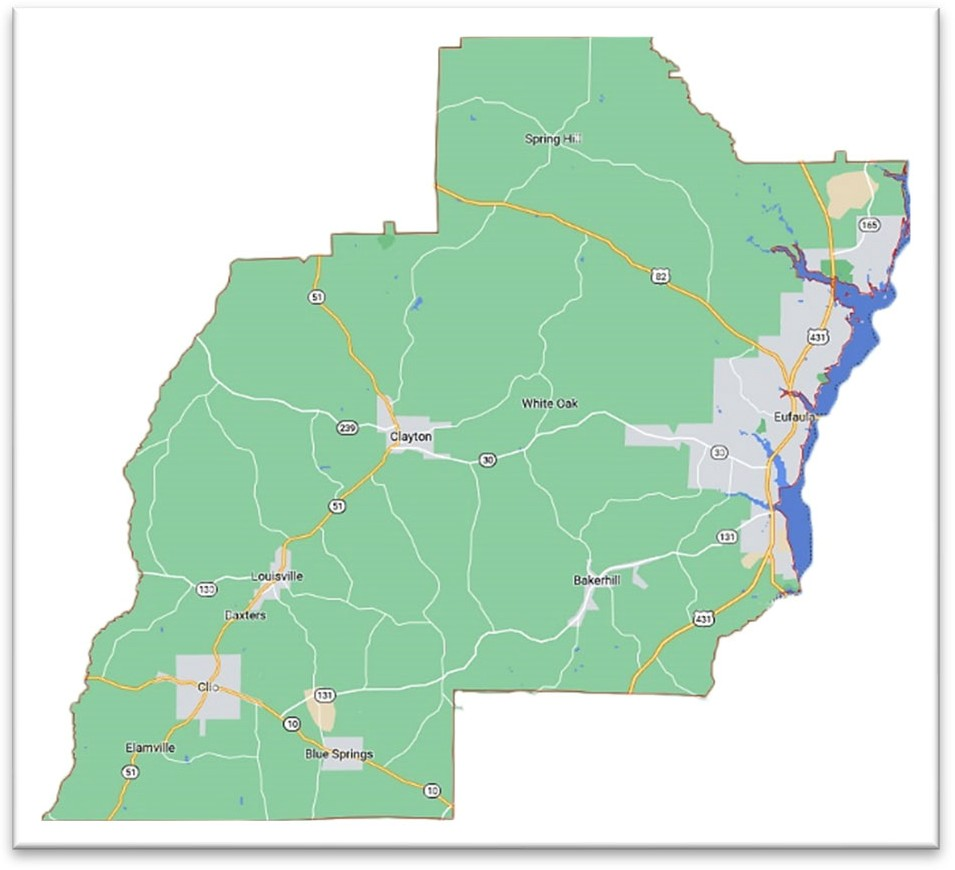 Spring Hill
165
82
51
431
White Oak
Eufaula
239
Clayton
30
30
51
131
Louisville
Bakerhill
130
Baxters
431
Clio
131
10
Elamville
Blue Springs
51
10